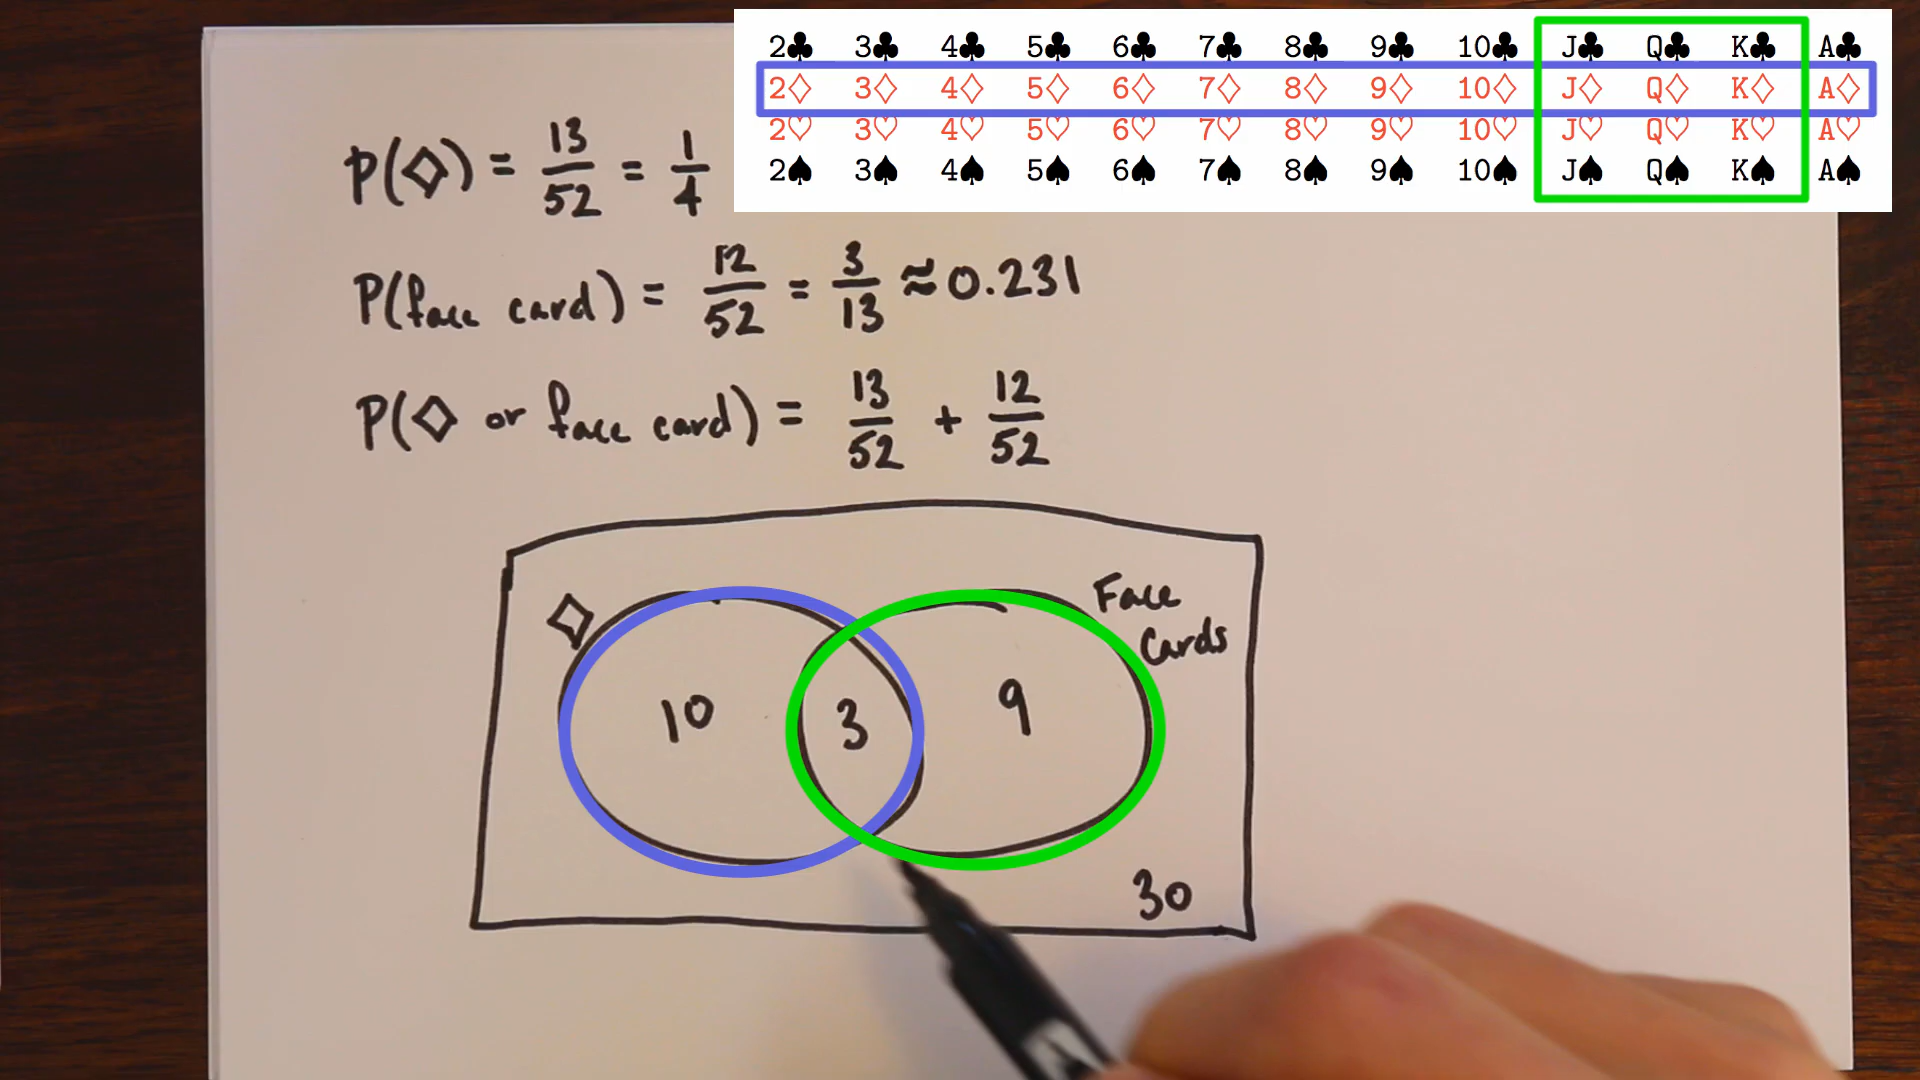 2♣ 3♣ 4♣ 5♣ 6♣ 7♣ 8♣ 9♣ 10♣ J♣ Q♣ K♣ A♣
2♢ 3♢ 4♢ 5♢ 6♢ 7♢ 8♢ 9♢ 10♢ J♢ Q♢ K♢ A♢
2♡ 3♡ 4♡ 5♡ 6♡ 7♡ 8♡ 9♡ 10♡ J♡ Q♡ K♡ A♡
2♠ 3♠ 4♠ 5♠ 6♠ 7♠ 8♠ 9♠ 10♠ J♠ Q♠ K♠ A♠
P(♢) = 13/52 = 1/4
P(face card) = 12/52 = 3/13 ≈ 0.231
P(♢ or face card) = 13/52 + 12/52
♢
Face
Cards
10 3 9
30